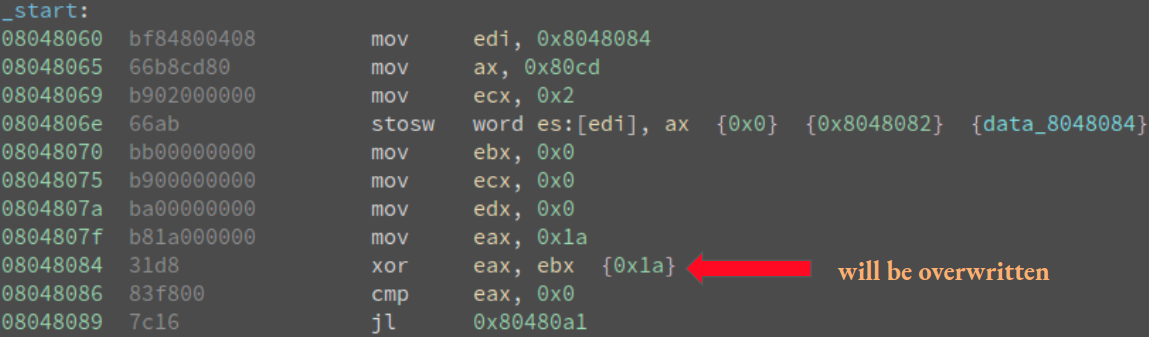 _start:
08048060 bf84800408 mov edi, 0x8048084
08048065 66b8cd80 mov ax, 0x80cd
08048069 b902000000 mov ecx, 0x2
0804806e 66ab stosw word es:[edi], ax {0x0} {0x8048082} {data_8048084}
08048070 bb00000000 mov ebx, 0x0
08048075 b900000000 mov ecx, 0x0
0804807a ba00000000 mov edx, 0x0
0804807f b81a000000 mov eax, 0x1a
08048084 31d8 xor eax, ebx {0x1a} will be overwritten
08048086 83f800 cmp eax, 0x0
08048089 7c16 jl 0x80480a1